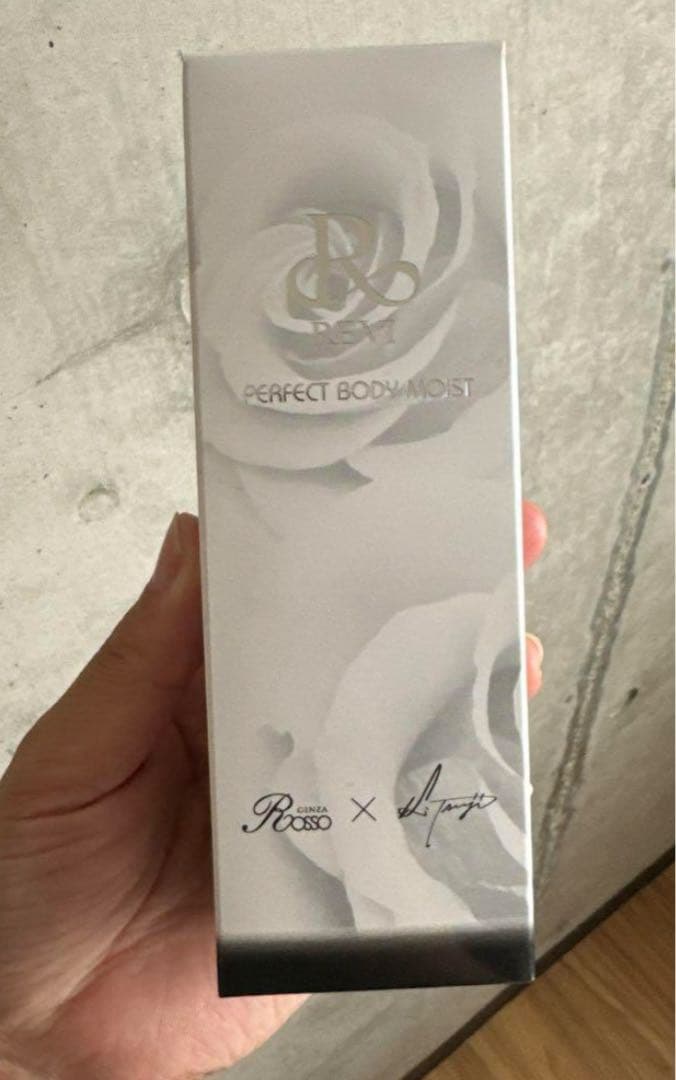 R
REVI
PERFECT BODY MOIST
GINZA
Rosso ×